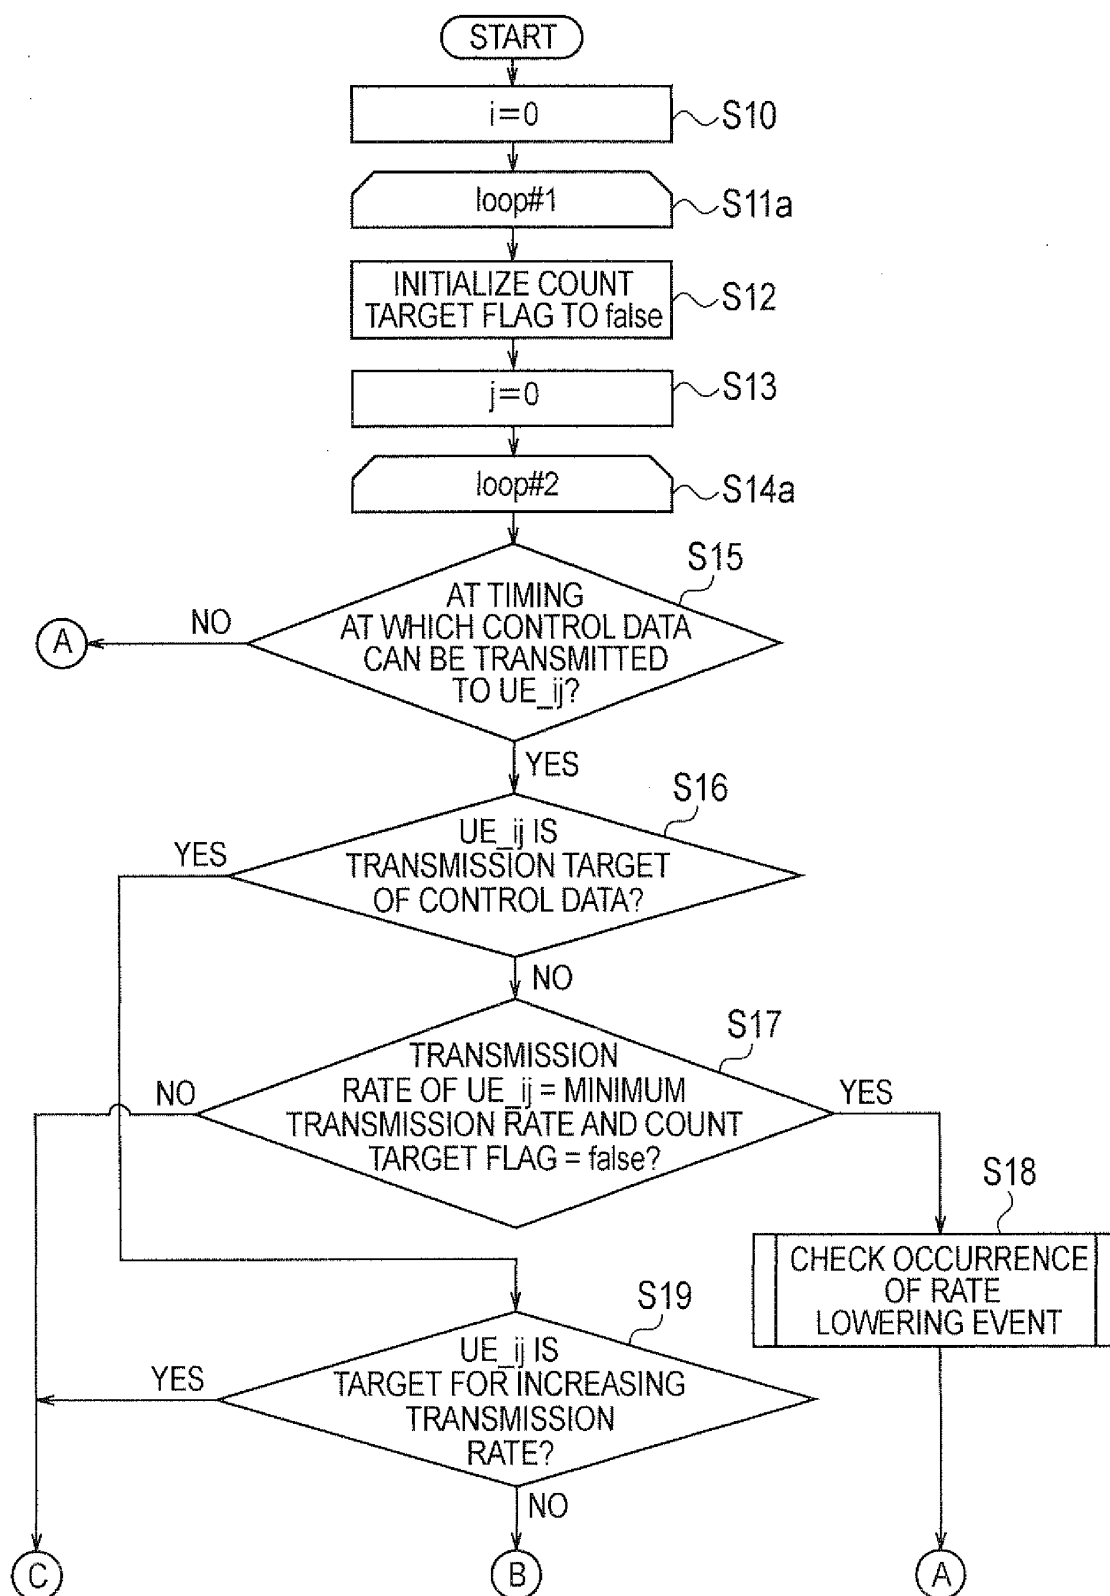 START
i=0
S10
loop#1
S11a
INITIALIZE COUNT
TARGET FLAG TO false
S12
j=0
S13
loop#2
S14a
S15
AT TIMING
AT WHICH CONTROL DATA
CAN BE TRANSMITTED
TO UE_ij?
NO
A
YES
S16
UE_ij IS
TRANSMISSION TARGET
OF CONTROL DATA?
YES
NO
S17
TRANSMISSION
RATE OF UE_ij = MINIMUM
TRANSMISSION RATE AND COUNT
TARGET FLAG = false?
NO
YES
S18
CHECK OCCURRENCE
OF RATE
LOWERING EVENT
S19
UE_ij IS
TARGET FOR INCREASING
TRANSMISSION
RATE?
YES
NO
C
B
A